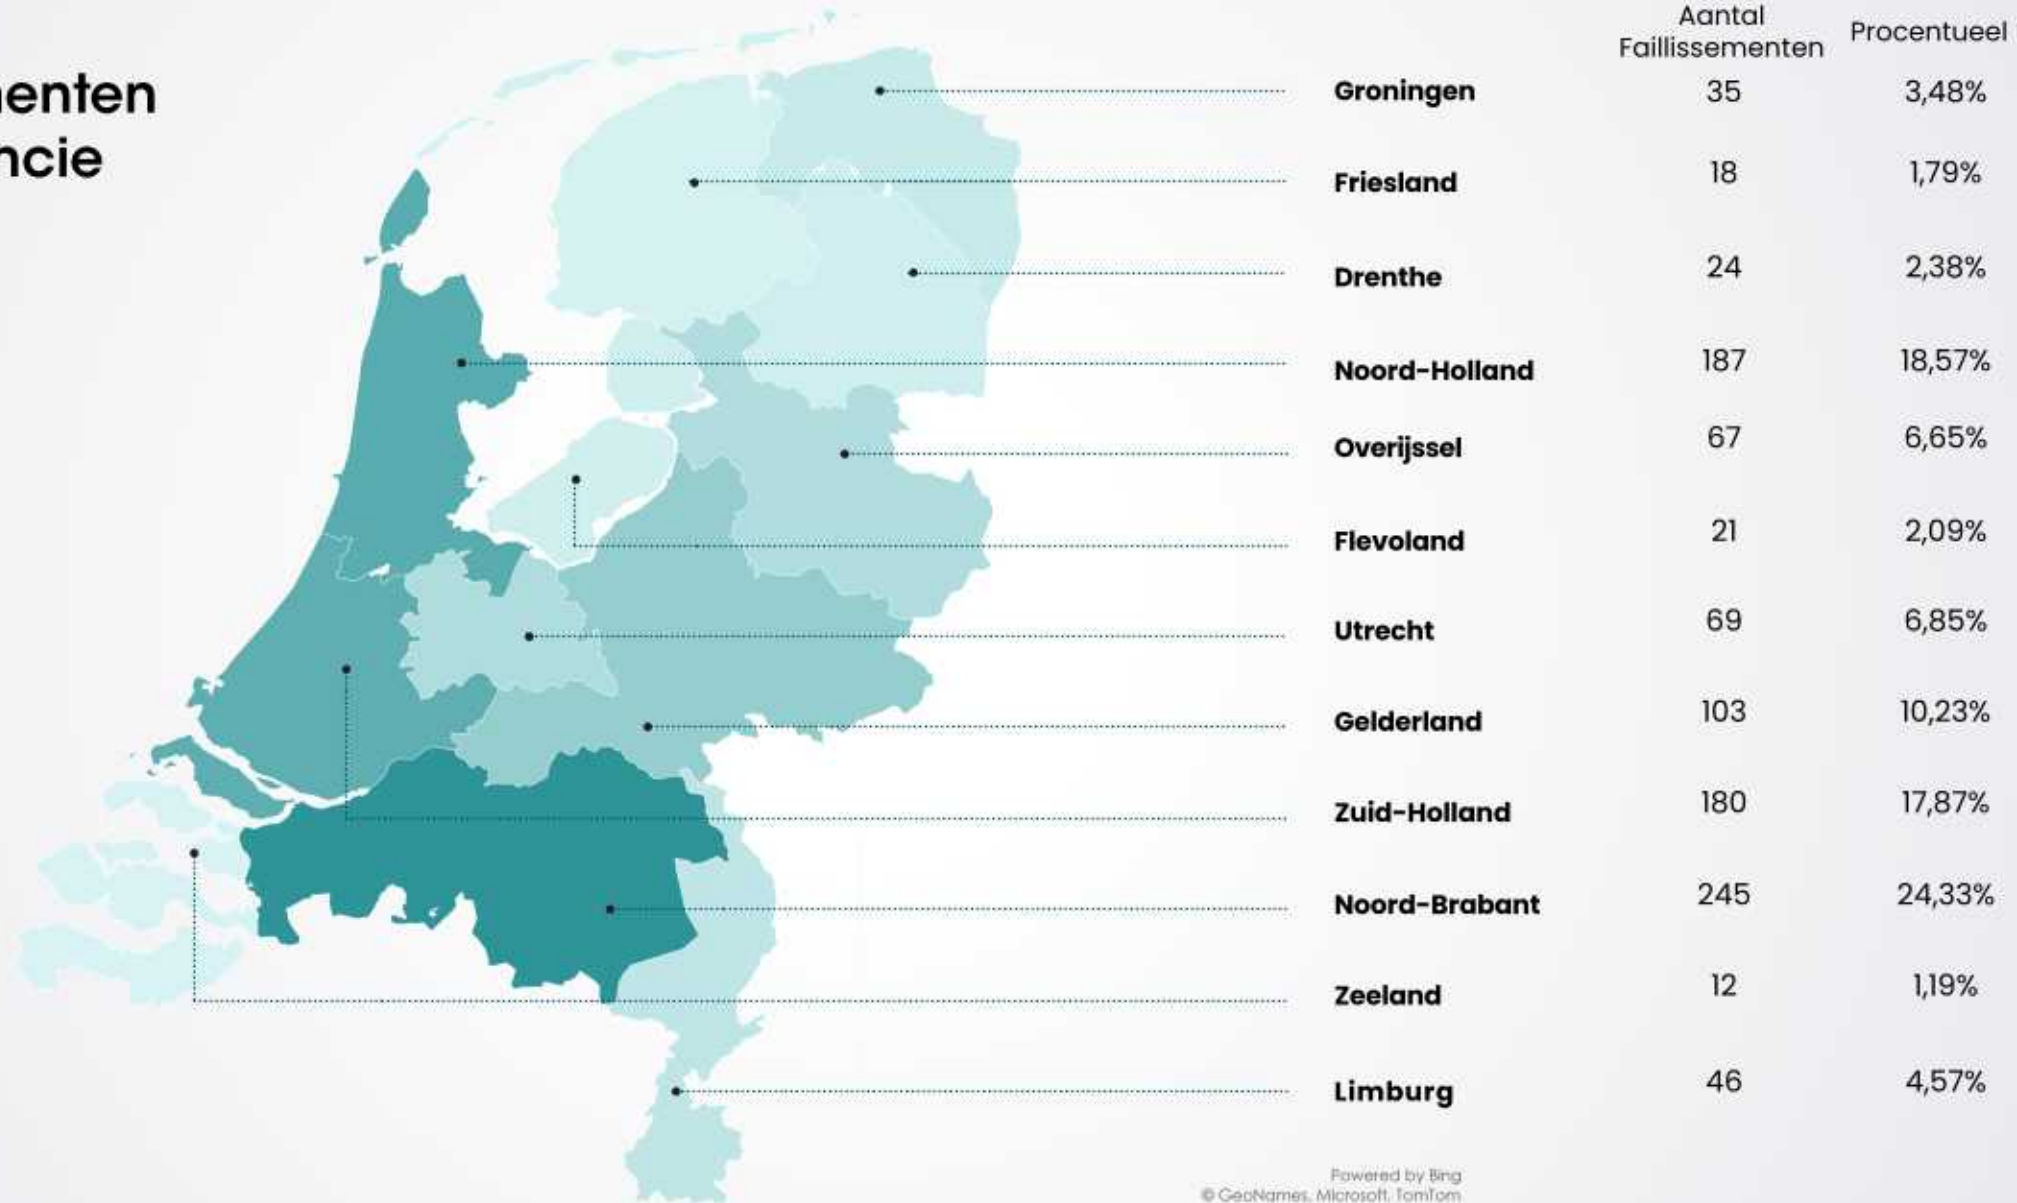 enten
ncie
Aantal
Faillissementen
Procentueel
Groningen 35 3,48%
Friesland 18 1,79%
Drenthe 24 2,38%
Noord-Holland 187 18,57%
Overijssel 67 6,65%
Flevoland 21 2,09%
Utrecht 69 6,85%
Gelderland 103 10,23%
Zuid-Holland 180 17,87%
Noord-Brabant 245 24,33%
Zeeland 12 1,19%
Limburg 46 4,57%
Powered by Bing
© GeoNames, Microsoft, TomTom